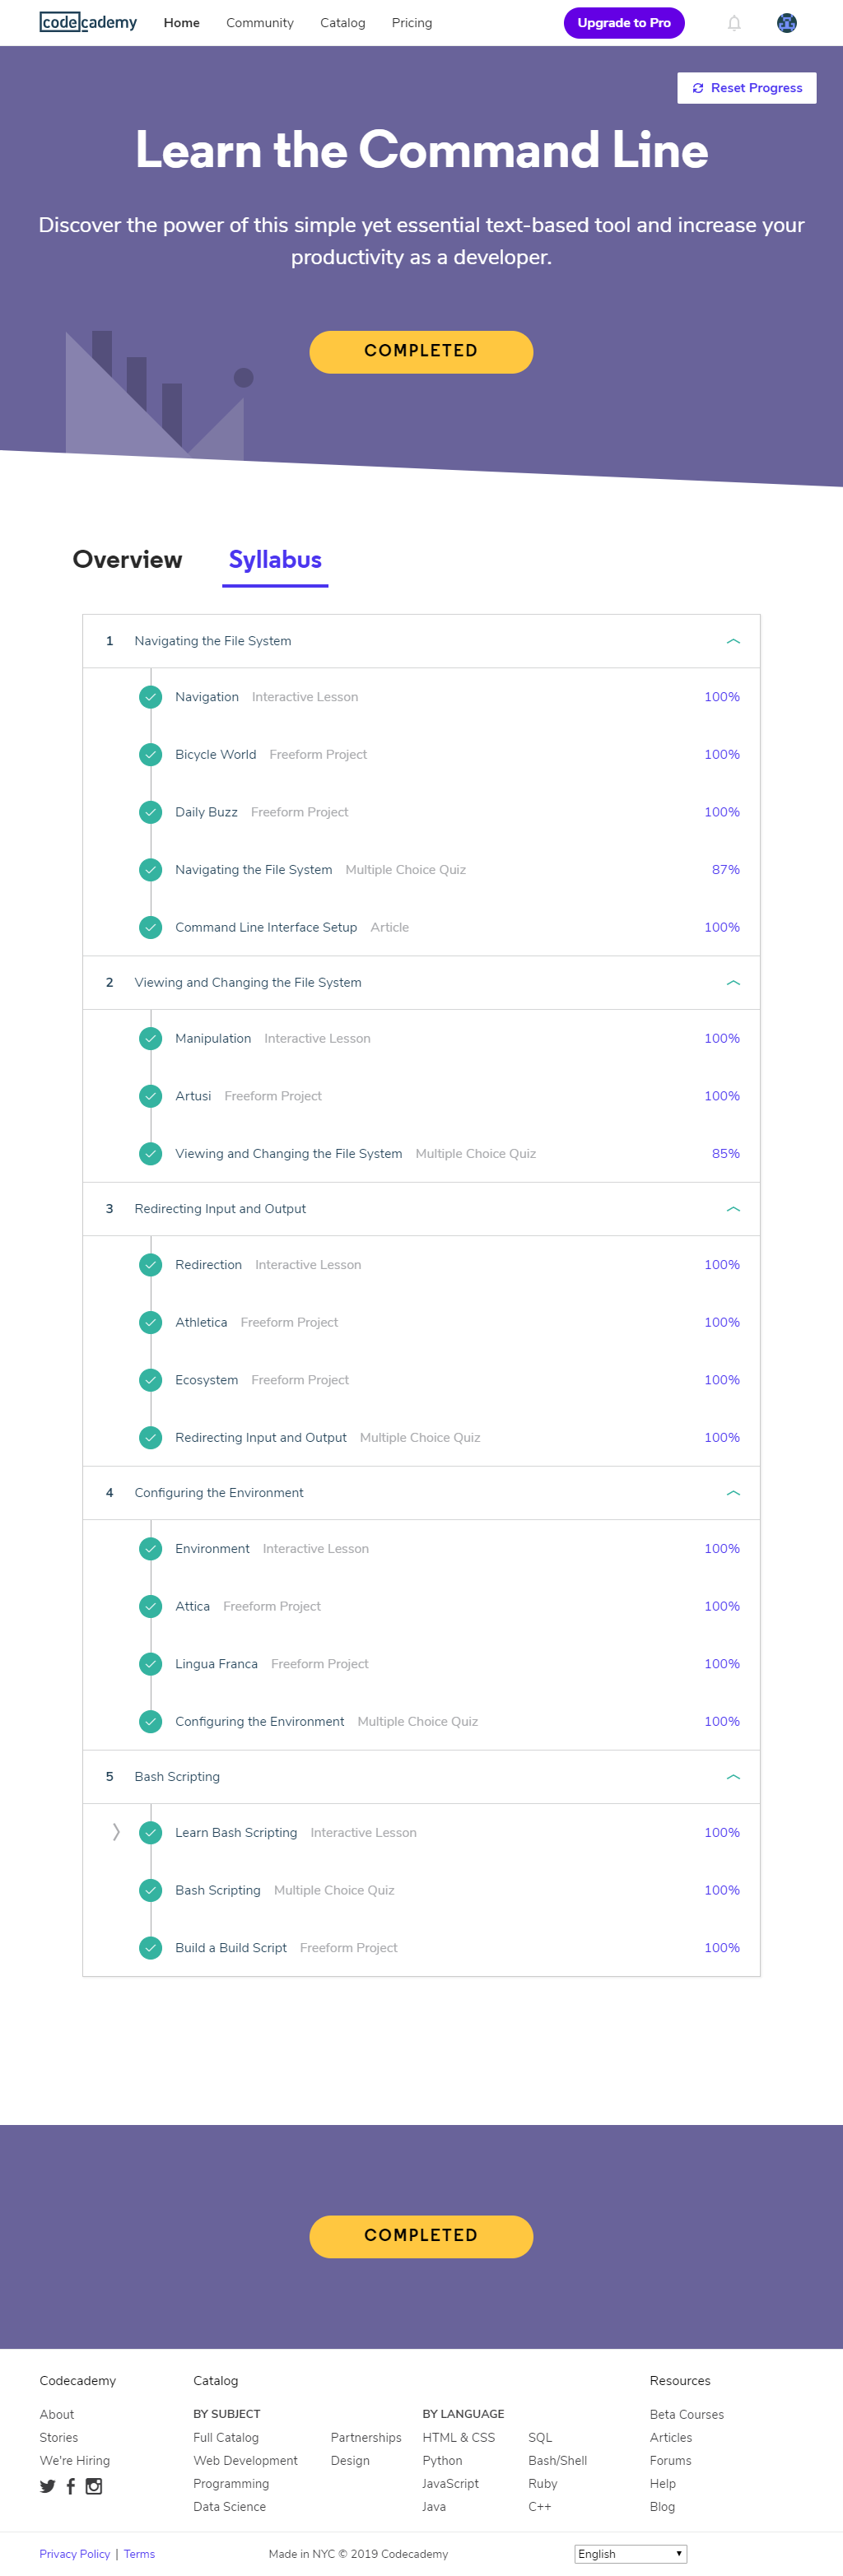 codecademy Home Community Catalog Pricing Upgrade to Pro
Reset Progress
Learn the Command Line
Discover the power of this simple yet essential text-based tool and increase your
productivity as a developer.
COMPLETED
Overview Syllabus
1 Navigating the File System
Navigation Interactive Lesson 100%
Bicycle World Freeform Project 100%
Daily Buzz Freeform Project 100%
Navigating the File System Multiple Choice Quiz 87%
Command Line Interface Setup Article 100%
2 Viewing and Changing the File System
Manipulation Interactive Lesson 100%
Artusi Freeform Project 100%
Viewing and Changing the File System Multiple Choice Quiz 85%
3 Redirecting Input and Output
Redirection Interactive Lesson 100%
Athletica Freeform Project 100%
Ecosystem Freeform Project 100%
Redirecting Input and Output Multiple Choice Quiz 100%
4 Configuring the Environment
Environment Interactive Lesson 100%
Attica Freeform Project 100%
Lingua Franca Freeform Project 100%
Configuring the Environment Multiple Choice Quiz 100%
5 Bash Scripting
Learn Bash Scripting Interactive Lesson 100%
Bash Scripting Multiple Choice Quiz 100%
Build a Build Script Freeform Project 100%
COMPLETED
Codecademy Catalog Resources
About BY SUBJECT BY LANGUAGE Beta Courses
Stories Full Catalog Partnerships HTML & CSS SQL Articles
We're Hiring Web Development Design Python Bash/Shell Forums
Programming JavaScript Ruby Help
Data Science Java C++ Blog
Privacy Policy | Terms Made in NYC © 2019 Codecademy English